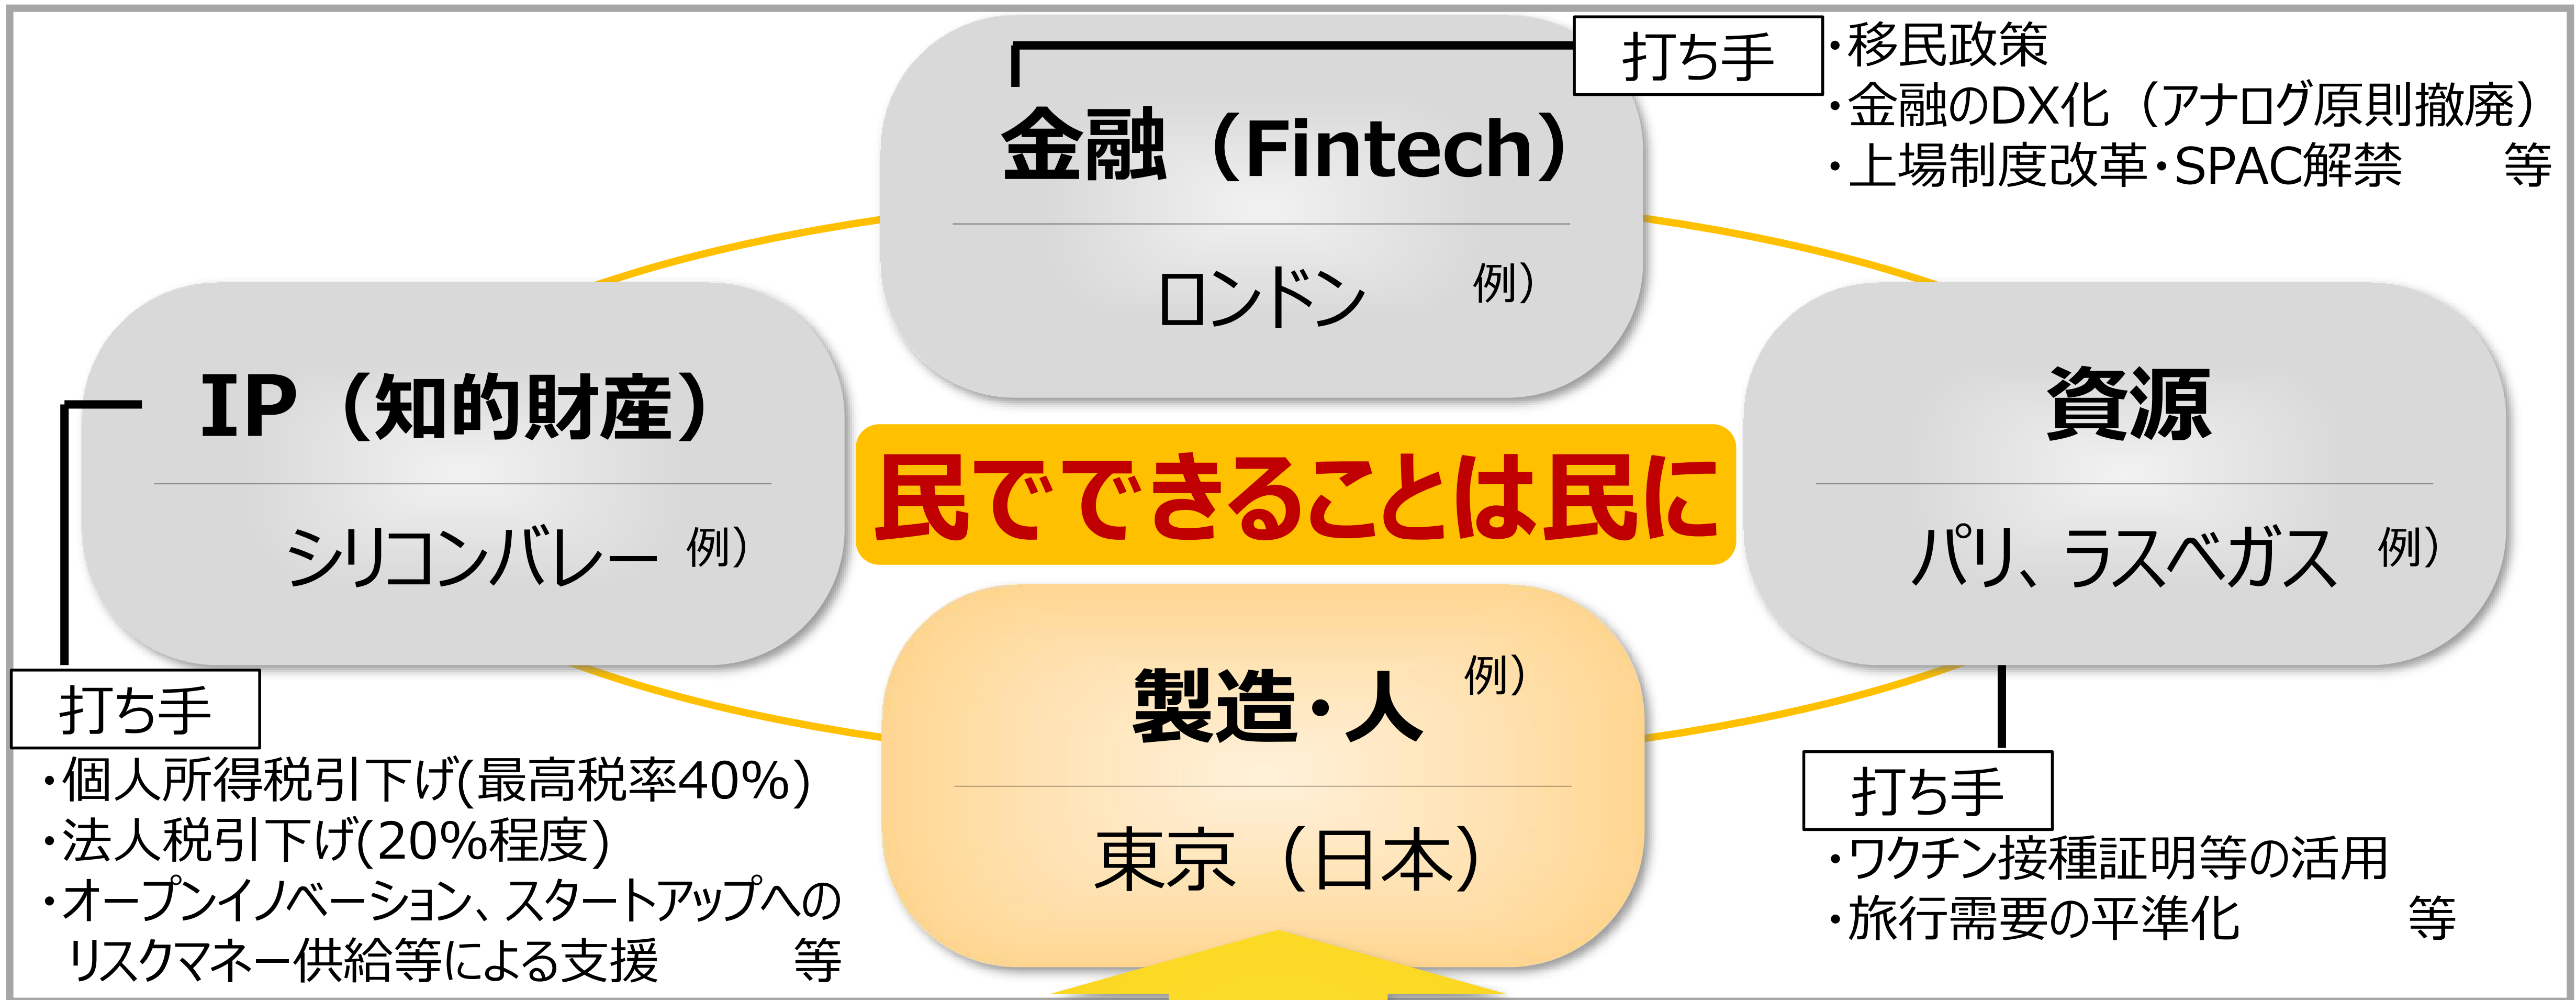 金融（Fintech）
ロンドン 例）
打ち手
・移民政策
・金融のDX化（アナログ原則撤廃）
・上場制度改革・SPAC解禁 等
IP（知的財産）
シリコンバレー 例）
民でできることは民に
資源
パリ、ラスベガス 例）
打ち手
・個人所得税引下げ(最高税率40%)
・法人税引下げ(20%程度)
・オープンイノベーション、スタートアップへの
リスクマネー供給等による支援 等
製造・人 例）
東京（日本）
打ち手
・ワクチン接種証明等の活用
・旅行需要の平準化 等